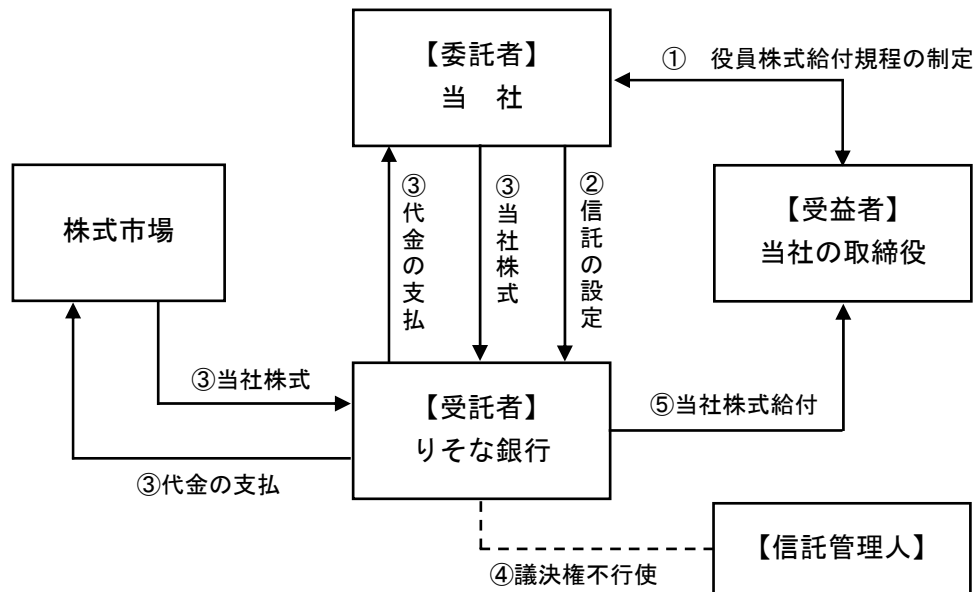 【委託者】
当　社
①　役員株式給付規程の制定
株式市場
③代金の支払
③当社株式
②信託の設定
【受益者】
当社の取締役
③当社株式
【受託者】
りそな銀行
⑤当社株式給付
③代金の支払
【信託管理人】
④議決権不行使